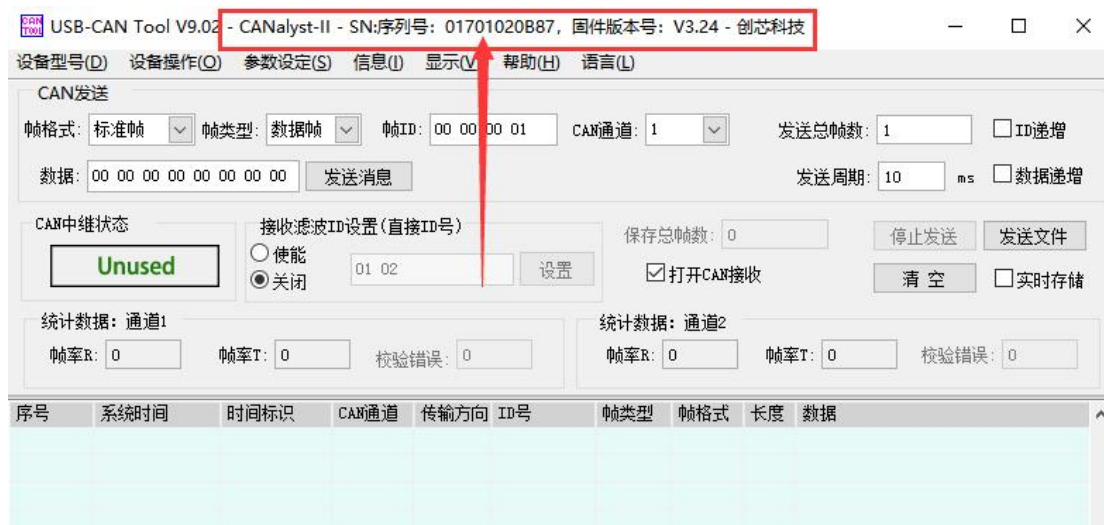 CAN TOOL USB-CAN Tool V9.02 - CANalyst-II - SN:序列号: 01701020B87, 固件版本号: V3.24 - 创芯科技
设备型号(D) 设备操作(O) 参数设定(S) 信息(I) 显示(V) 帮助(H) 语言(L)
CAN发送
帧格式: 标准帧 帧类型: 数据帧 帧ID: 00 00 00 01 CAN通道: 1 发送总帧数: 1 ID递增
数据: 00 00 00 00 00 00 00 00 发送消息 发送周期: 10 ms 数据递增
CAN中继状态 接收滤波ID设置(直接ID号) 保存总帧数: 0 停止发送 发送文件
Unused 使能
关闭 01 02 设置 打开CAN接收 清 空 实时存储
统计数据: 通道1 统计数据: 通道2
帧率R: 0 帧率T: 0 校验错误: 0 帧率R: 0 帧率T: 0 校验错误: 0
序号 系统时间 时间标识 CAN通道 传输方向 ID号 帧类型 帧格式 长度 数据